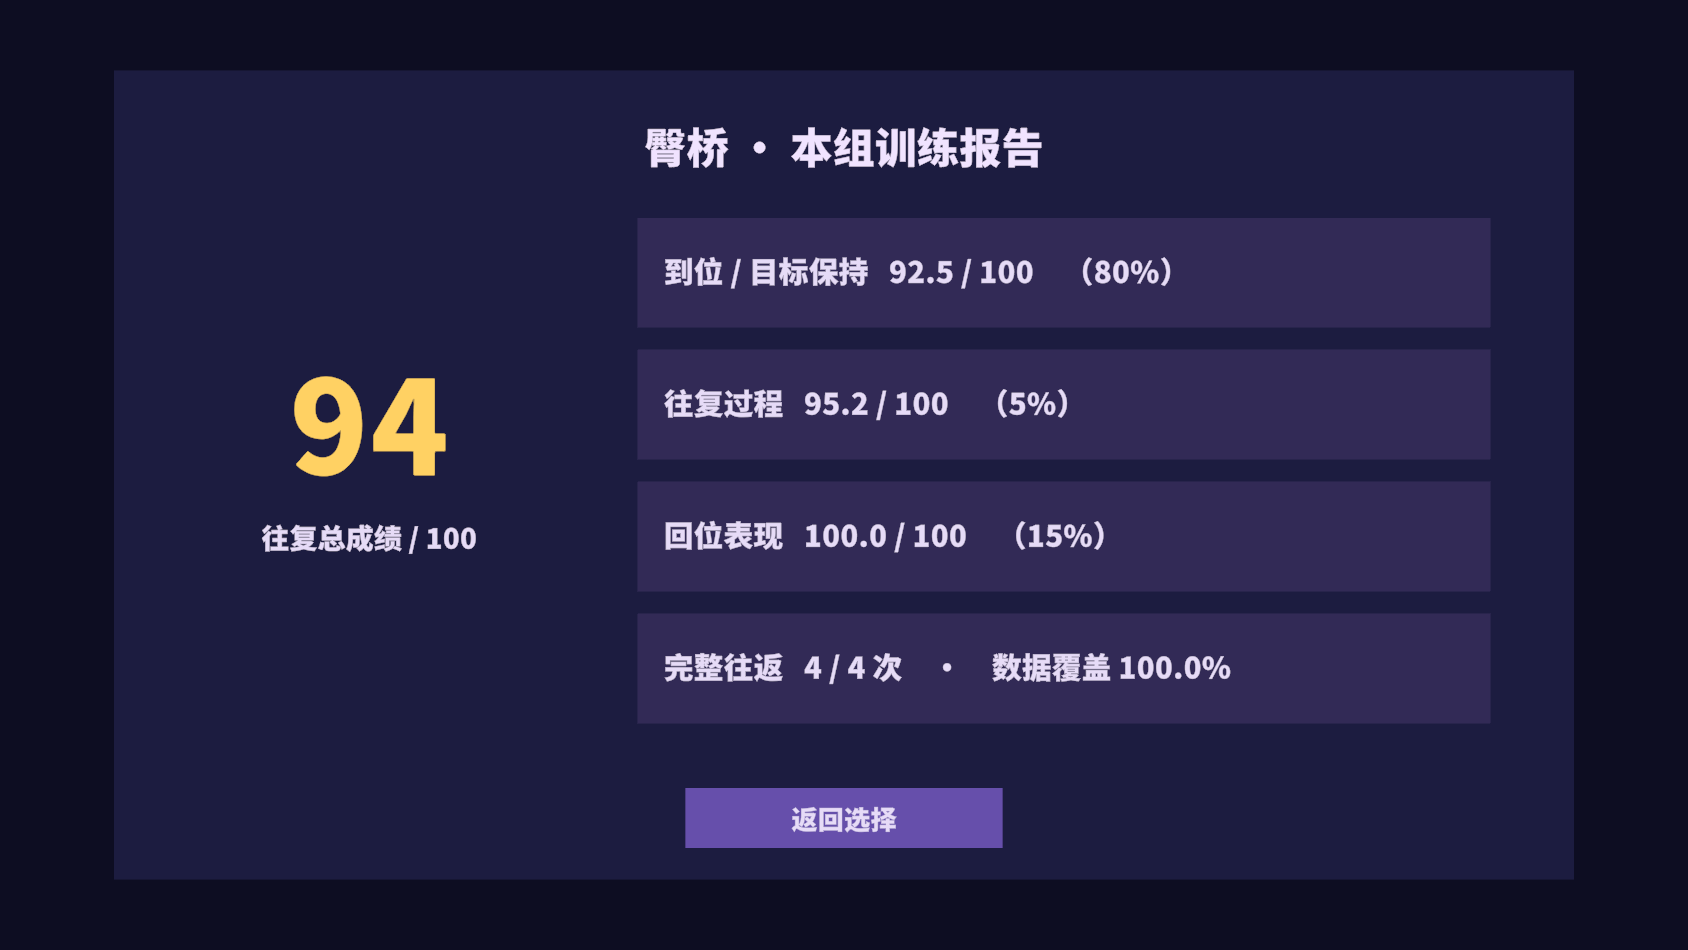 臀桥 · 本组训练报告
到位 / 目标保持 92.5 / 100 （80%）
往复过程 95.2 / 100 （5%）
94
回位表现 100.0 / 100 （15%）
往复总成绩 / 100
完整往返 4 / 4 次 · 数据覆盖 100.0%
返回选择